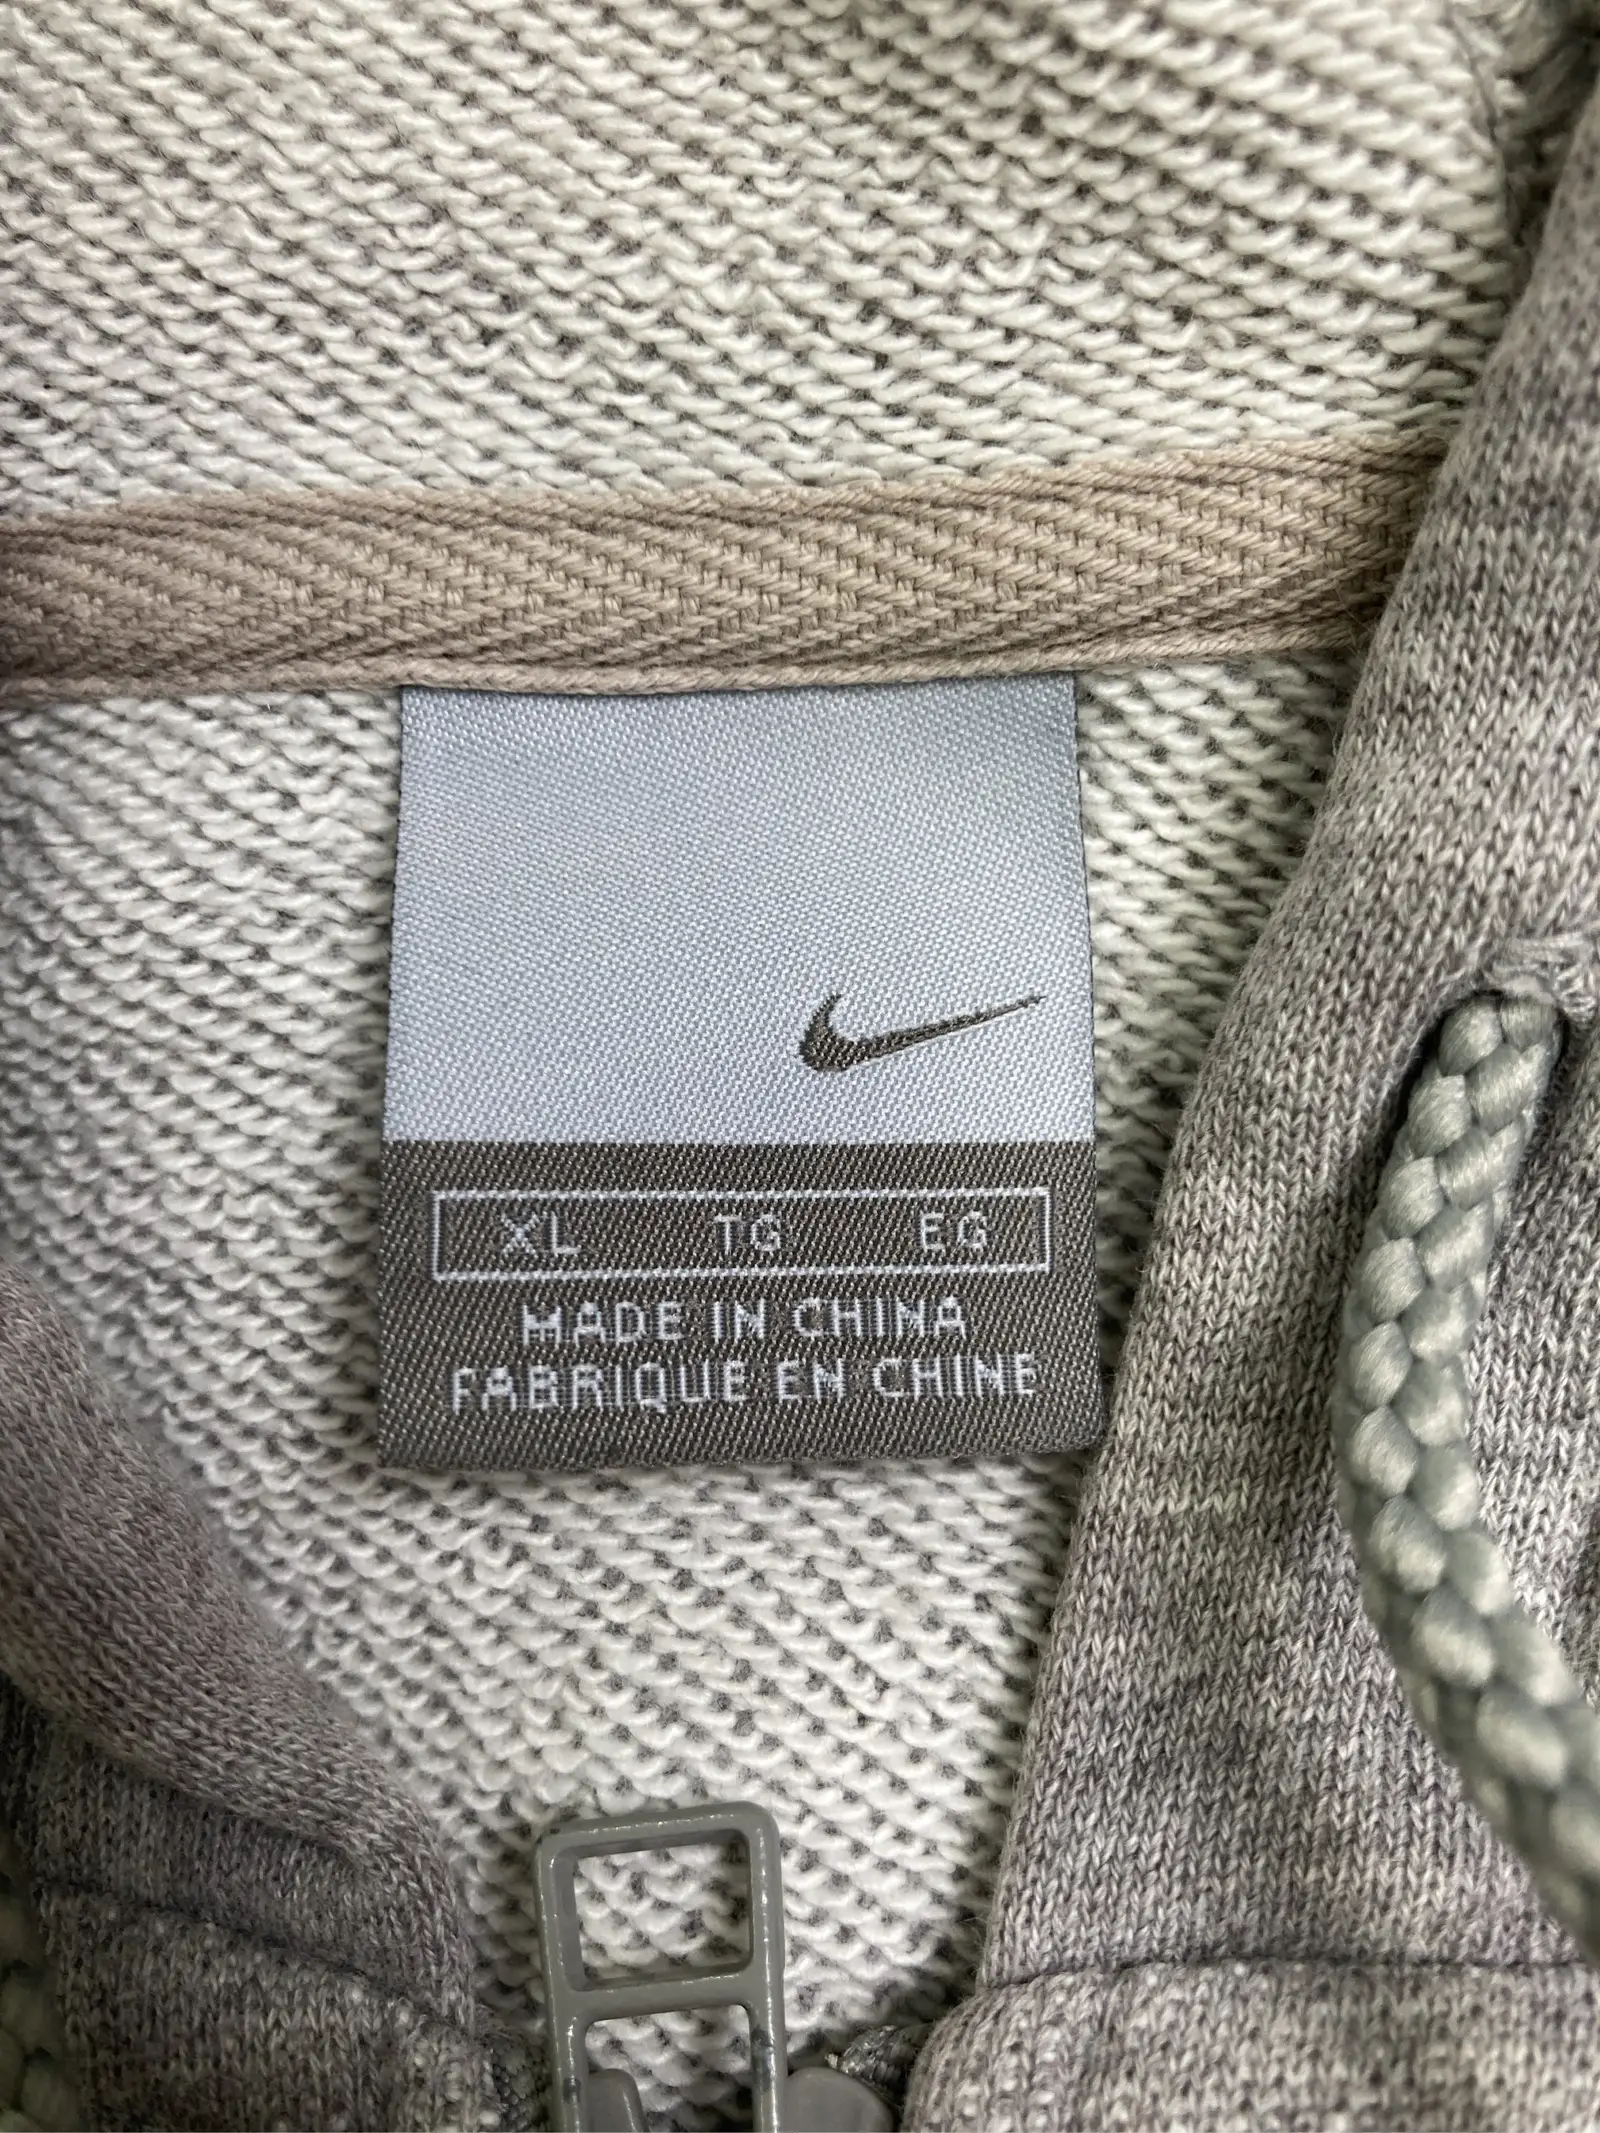 XL TG EG
MADE IN CHINA
FABRIQUE EN CHINE